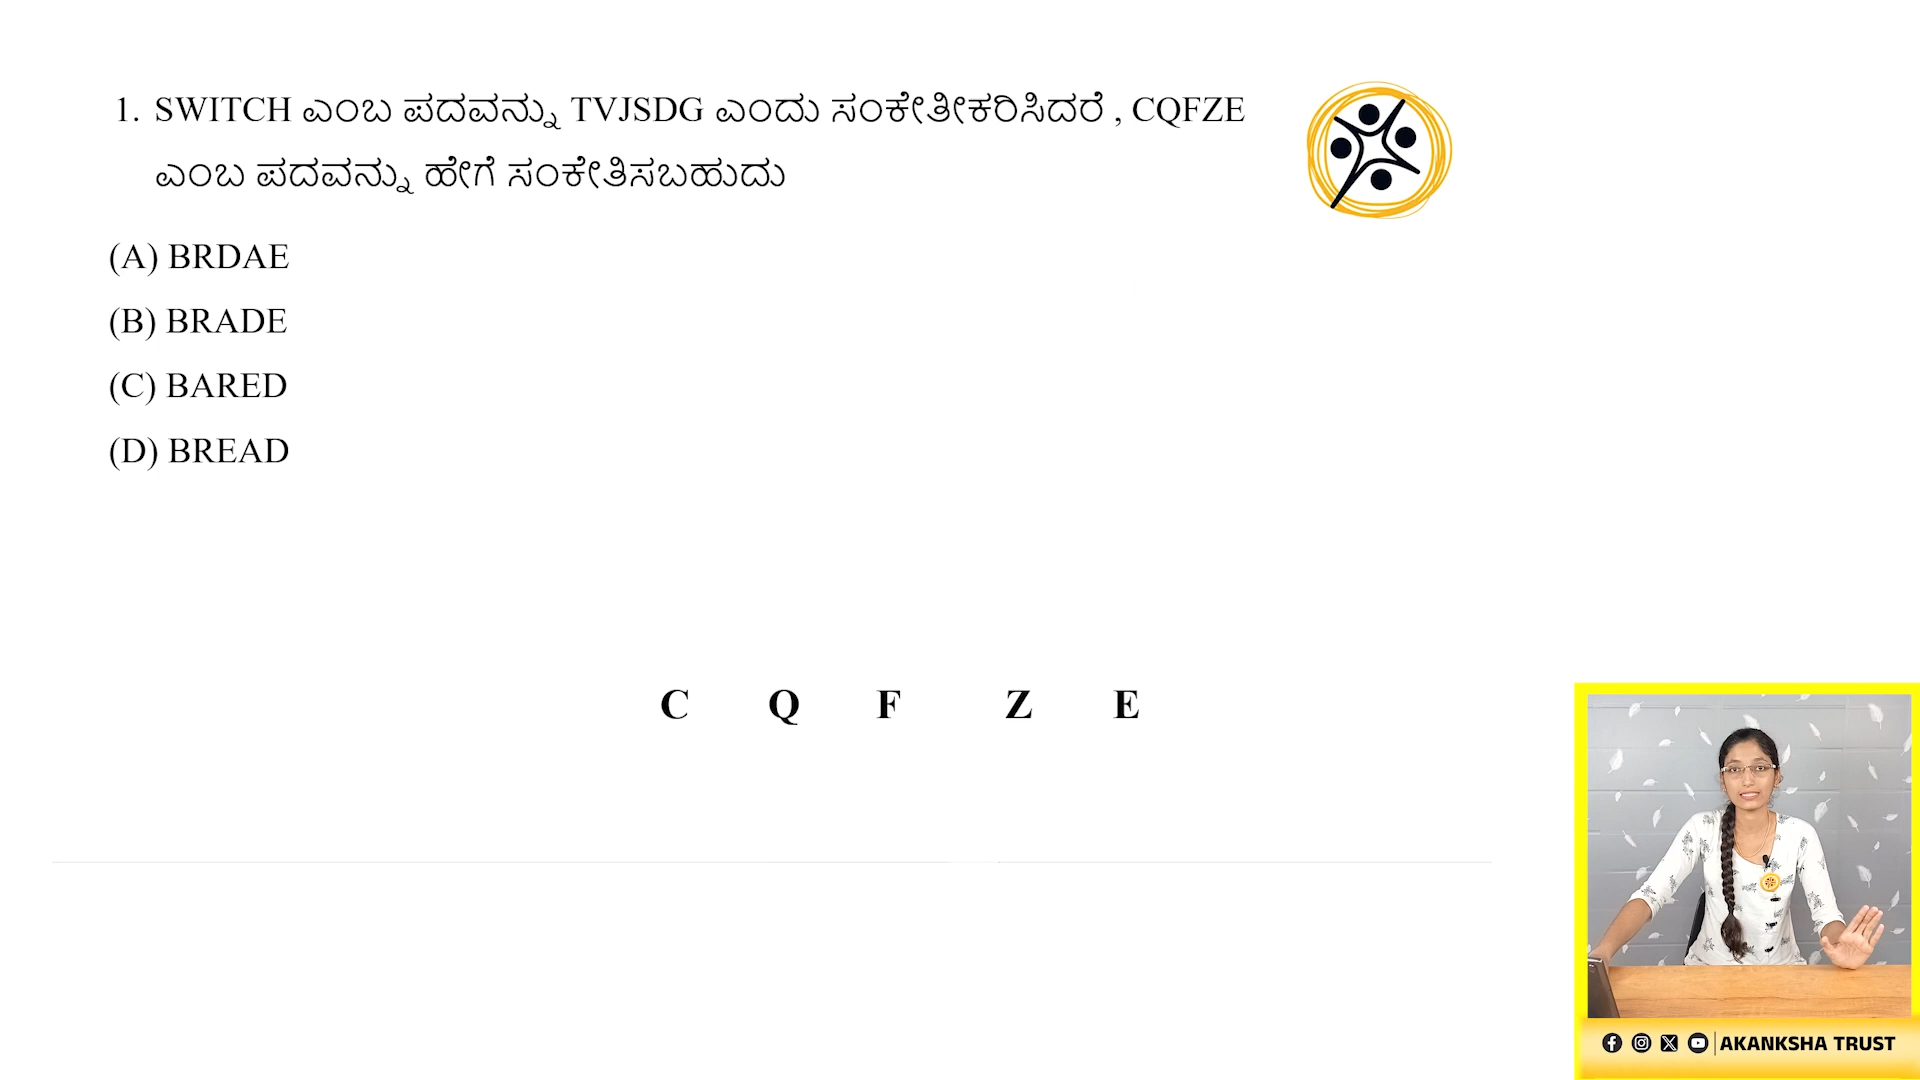 1. SWITCH ಎಂಬ ಪದವನ್ನು TVJSDG ಎಂದು ಸಂಕೇತೀಕರಿಸಿದರೆ , CQFZE
ಎಂಬ ಪದವನ್ನು ಹೇಗೆ ಸಂಕೇತಿಸಬಹುದು
(A) BRDAE
(B) BRADE
(C) BARED
(D) BREAD
C Q F Z E
AKANKSHA TRUST